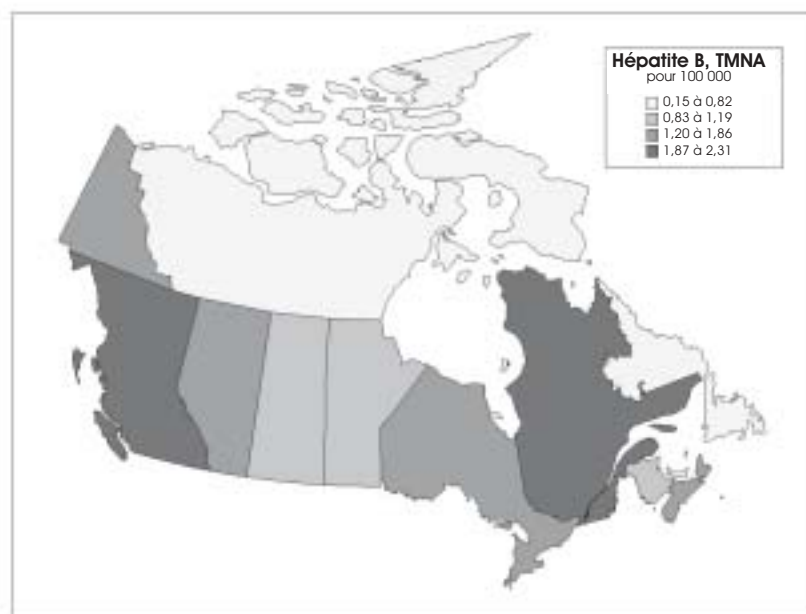 Hépatite B, TMNA
pour 100 000
0,15 à 0,82
0,83 à 1,19
1,20 à 1,86
1,87 à 2,31